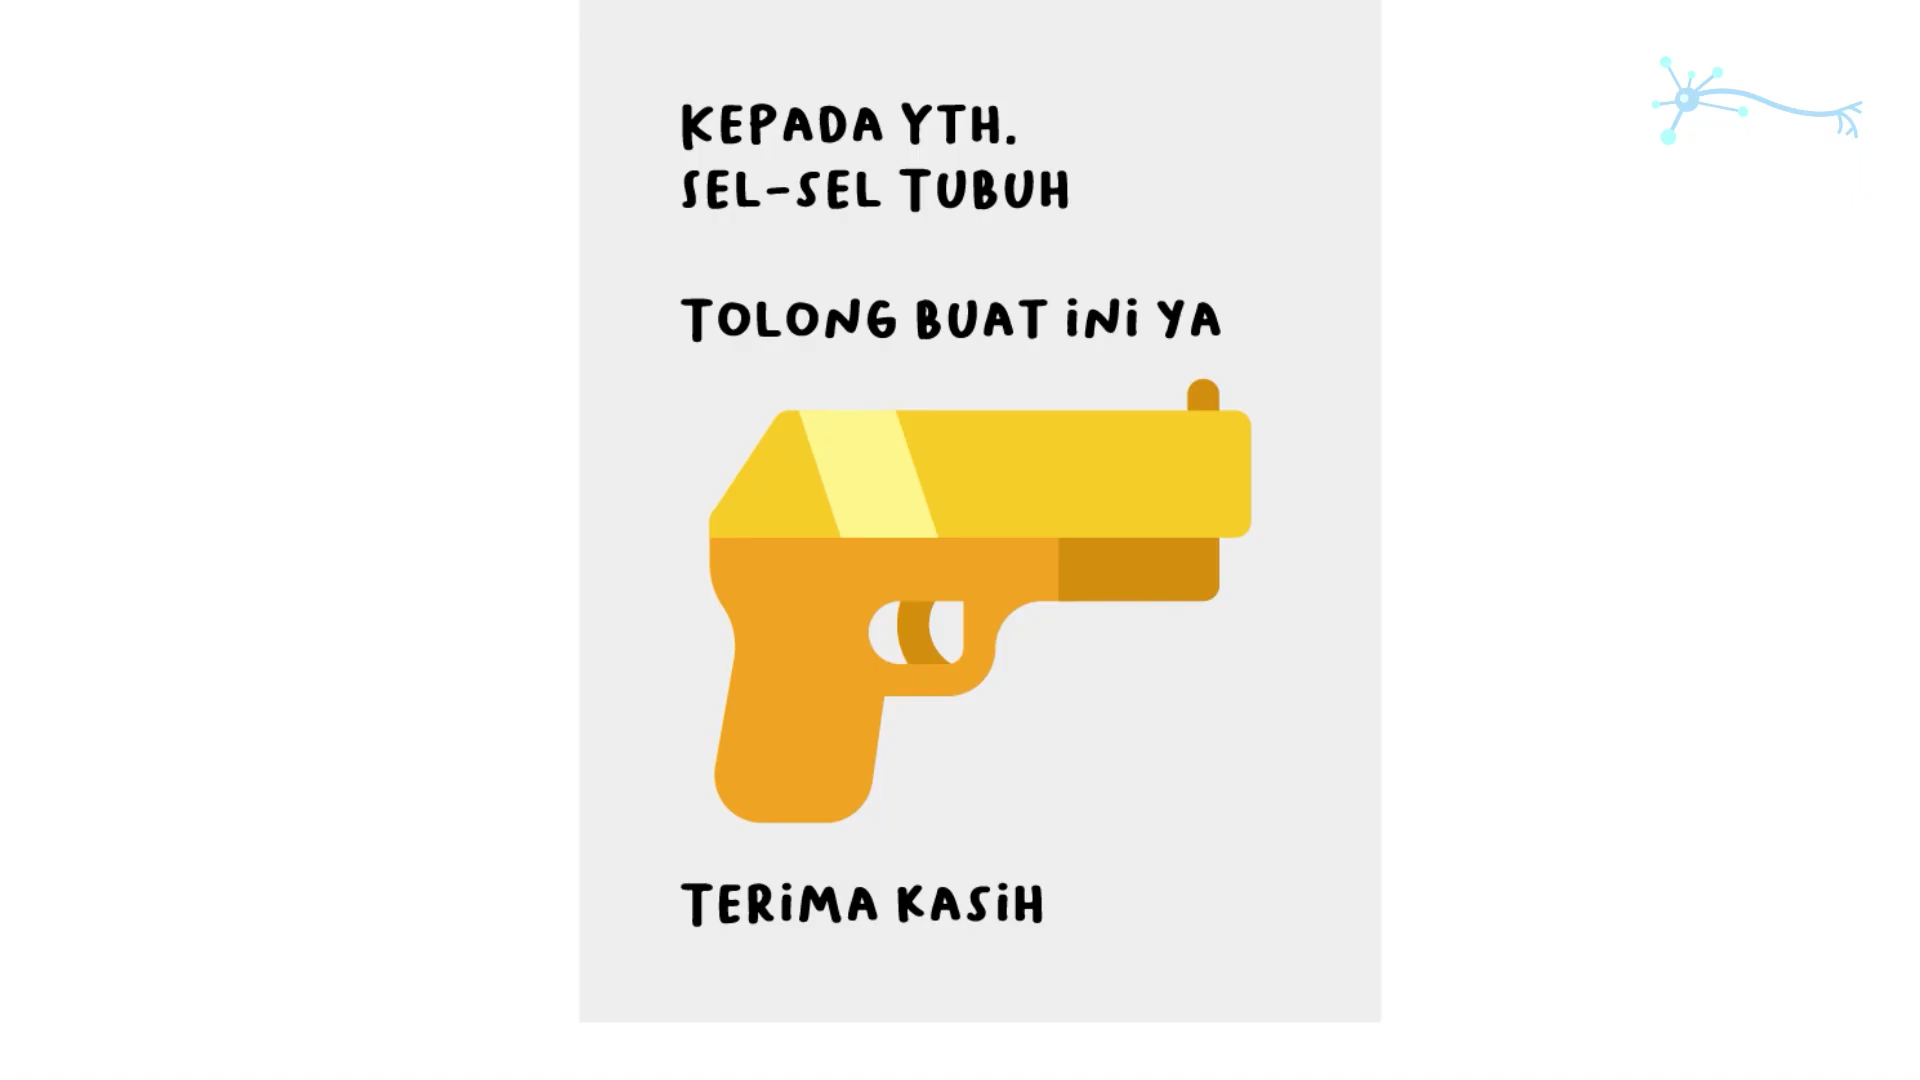 KEPADA YTH.
SEL-SEL TUBUH
TOLONG BUAT INI YA
TERIMA KASIH